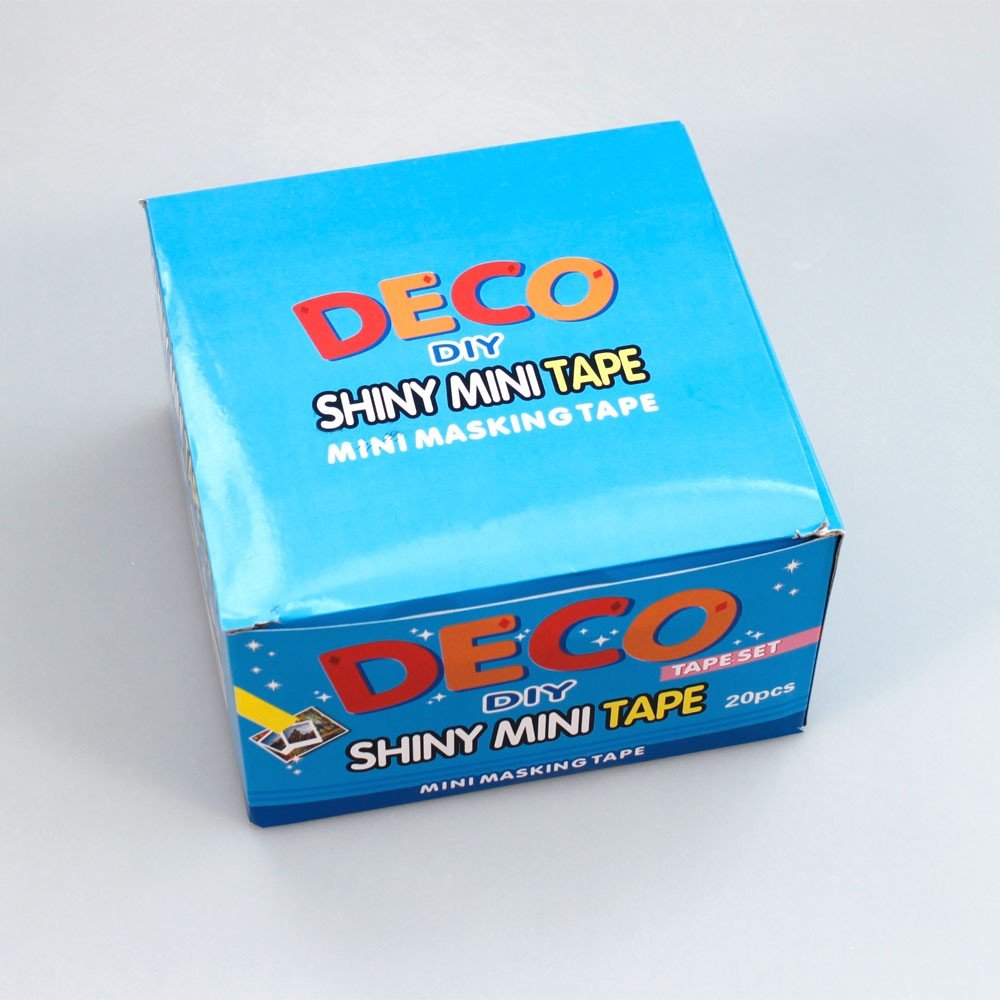 DECO
DIY
SHINY MINI TAPE
MINI MASKING TAPE
DECO
TAPE SET
DIY
20pcs
SHINY MINI TAPE
MINI MASKING TAPE